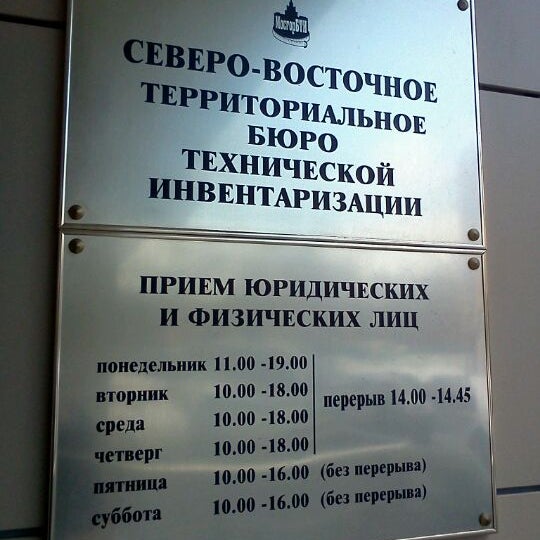 МосгорБТИ
СЕВЕРО-ВОСТОЧНОЕ
ТЕРРИТОРИАЛЬНОЕ
БЮРО
ТЕХНИЧЕСКОЙ
ИНВЕНТАРИЗАЦИИ
ПРИЕМ ЮРИДИЧЕСКИХ
И ФИЗИЧЕСКИХ ЛИЦ
понедельник 11.00 -19.00
вторник 10.00 -18.00 перерыв 14.00 -14.45
среда 10.00 -18.00
четверг 10.00 -18.00
пятница 10.00 -16.00 (без перерыва)
суббота 10.00 -16.00 (без перерыва)